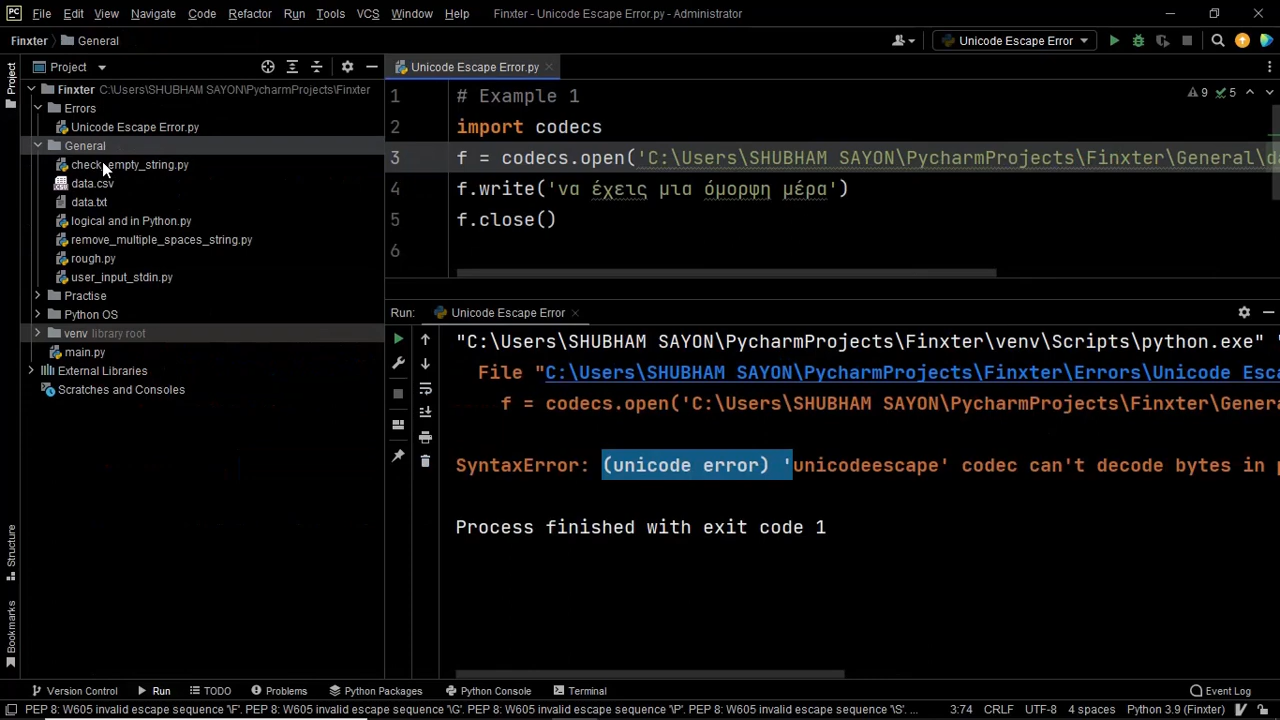 PC File Edit View Navigate Code Refactor Run Tools VCS Window Help Finxter - Unicode Escape Error.py - Administrator
Finxter General Unicode Escape Error
Project
Project
Unicode Escape Error.py
Finxter C:\Users\SHUBHAM SAYON\PycharmProjects\Finxter
Errors
Unicode Escape Error.py
General
check_empty_string.py
data.csv
data.txt
logical and in Python.py
remove_multiple_spaces_string.py
rough.py
user_input_stdin.py
Practise
Python OS
venv library root
main.py
External Libraries
Scratches and Consoles
9 5
1 # Example 1
2 import codecs
3 f = codecs.open('C:\Users\SHUBHAM SAYON\PycharmProjects\Finxter\General\da
4 f.write('να έχεις μια όμορφη μέρα')
5 f.close()
6
Run: Unicode Escape Error
"C:\Users\SHUBHAM SAYON\PycharmProjects\Finxter\venv\Scripts\python.exe" "
File "C:\Users\SHUBHAM SAYON\PycharmProjects\Finxter\Errors\Unicode Esca
f = codecs.open('C:\Users\SHUBHAM SAYON\PycharmProjects\Finxter\Genera
SyntaxError: (unicode error) 'unicodeescape' codec can't decode bytes in p
Process finished with exit code 1
Structure
Bookmarks
Version Control Run TODO Problems Python Packages Python Console Terminal Event Log
PEP 8: W605 invalid escape sequence '\F'. PEP 8: W605 invalid escape sequence '\G'. PEP 8: W605 invalid escape sequence '\P'. PEP 8: W605 invalid escape sequence '\S'. ... 3:74 CRLF UTF-8 4 spaces Python 3.9 (Finxter)